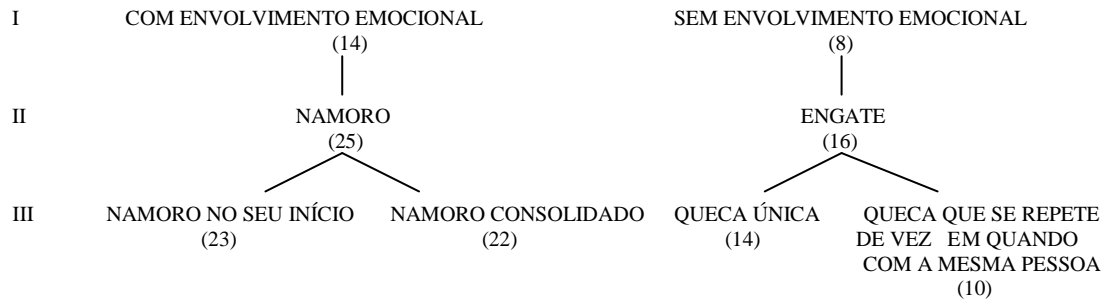 I COM ENVOLVIMENTO EMOCIONAL SEM ENVOLVIMENTO EMOCIONAL
(14) (8)
II NAMORO ENGATE
(25) (16)
III NAMORO NO SEU INÍCIO NAMORO CONSOLIDADO QUECA ÚNICA QUECA QUE SE REPETE
(23) (22) (14) DE VEZ EM QUANDO
COM A MESMA PESSOA
(10)